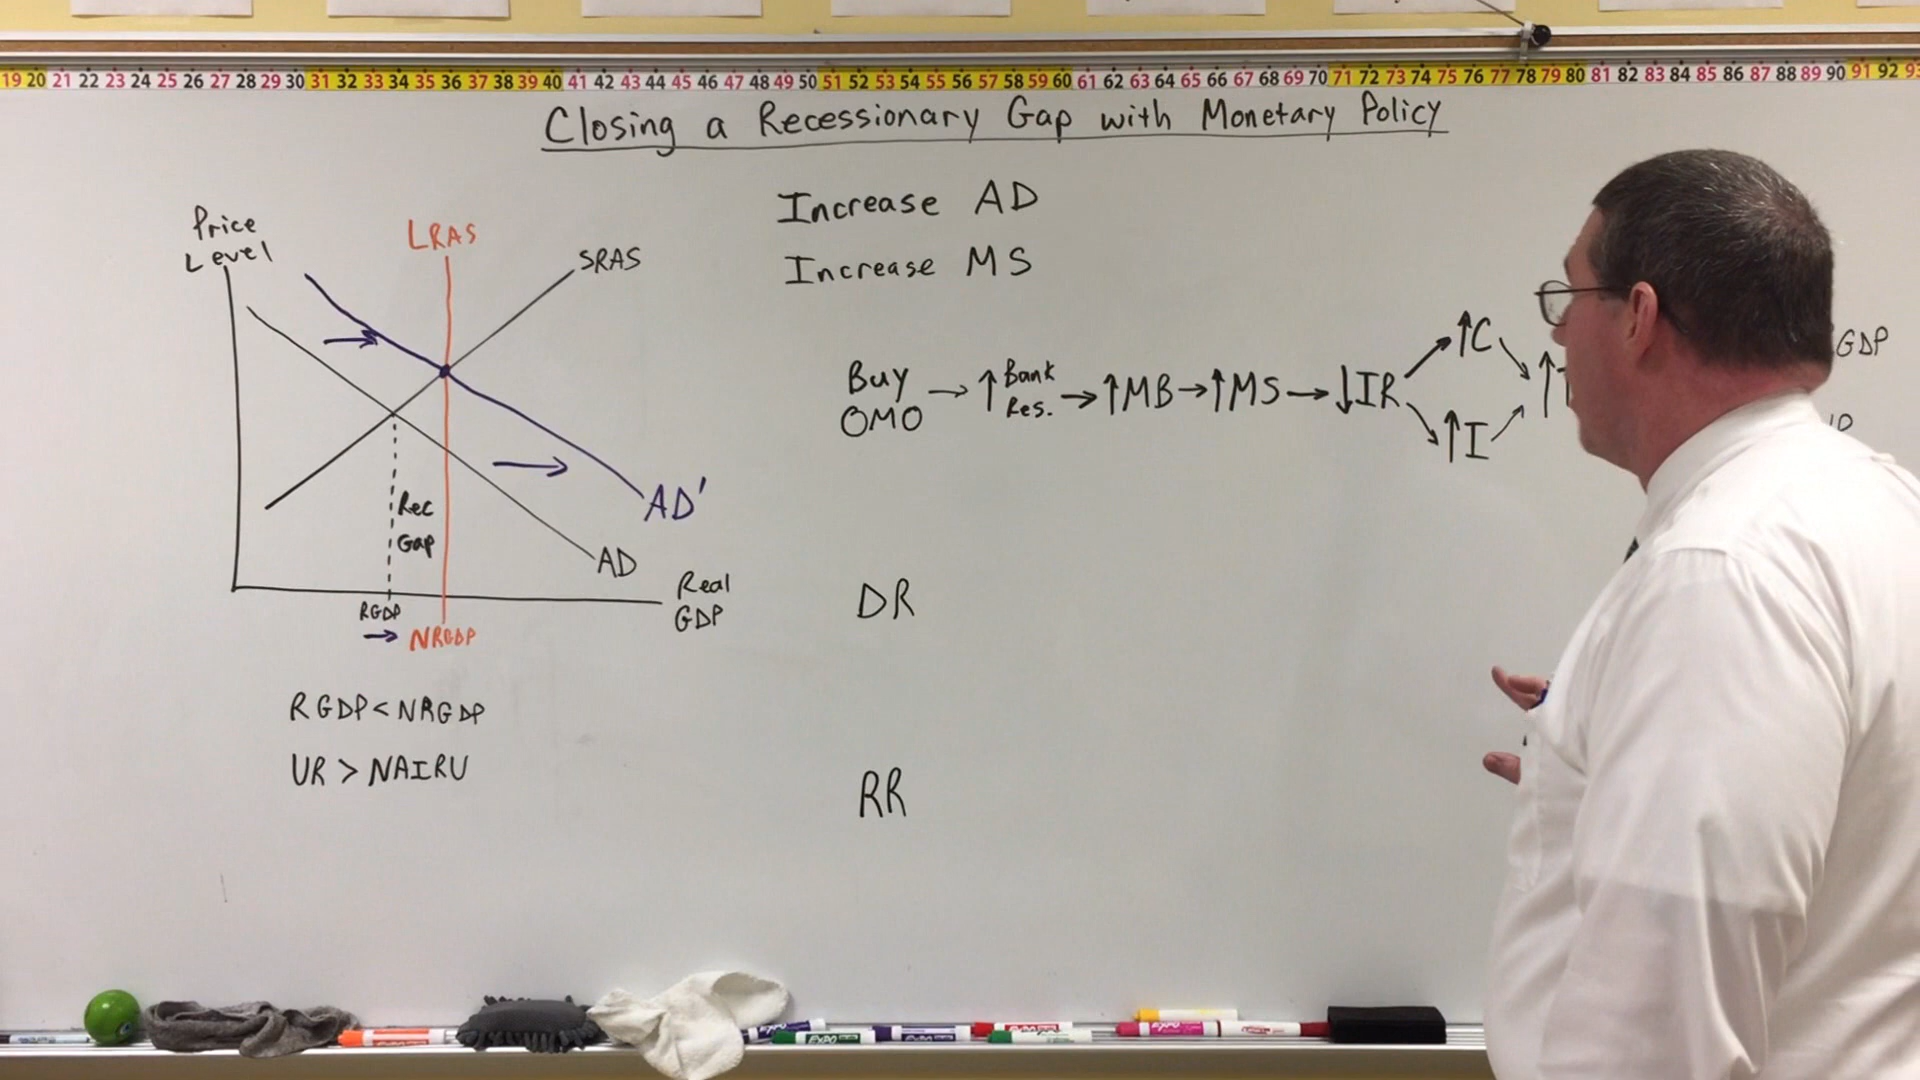 19 20 21 22 23 24 25 26 27 28 29 30 31 32 33 34 35 36 37 38 39 40 41 42 43 44 45 46 47 48 49 50 51 52 53 54 55 56 57 58 59 60 61 62 63 64 65 66 67 68 69 70 71 72 73 74 75 76 77 78 79 80 81 82 83 84 85 86 87 88 89 90 91 92
Closing a Recessionary Gap with Monetary Policy
Price
Level
LRAS
SRAS
AD'
AD
Rec
Gap
Real
GDP
RGDP
→ NRGDP
RGDP < NRGDP
UR > NAIRU
Increase AD
Increase MS
Buy
OMO → ↑ Bank
Res. → ↑MB → ↑MS → ↓IR
↑C
↑I
↑
GDP
DR
RR
EXPO
EXPO